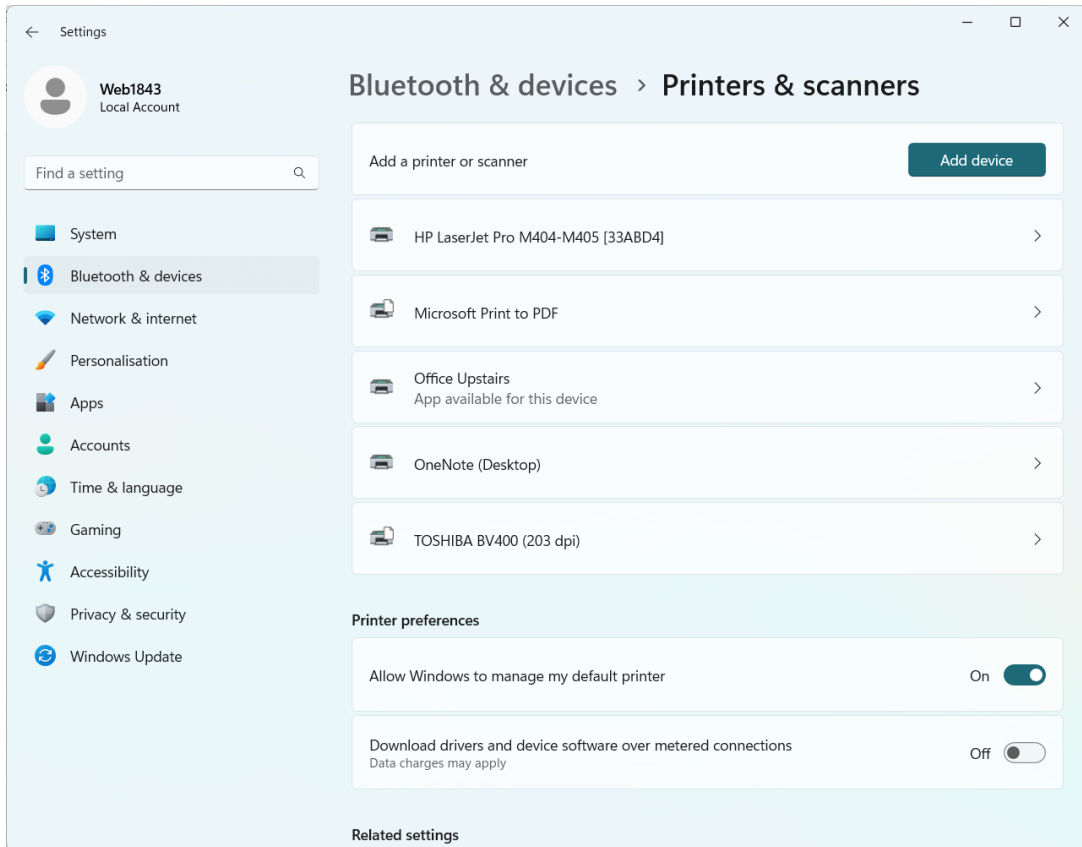 Settings
Web1843
Local Account
Find a setting
System
Bluetooth & devices
Network & internet
Personalisation
Apps
Accounts
Time & language
Gaming
Accessibility
Privacy & security
Windows Update
Bluetooth & devices > Printers & scanners
Add a printer or scanner
Add device
HP LaserJet Pro M404-M405 [33ABD4]
Microsoft Print to PDF
Office Upstairs
App available for this device
OneNote (Desktop)
TOSHIBA BV400 (203 dpi)
Printer preferences
Allow Windows to manage my default printer
On
Download drivers and device software over metered connections
Data charges may apply
Off
Related settings